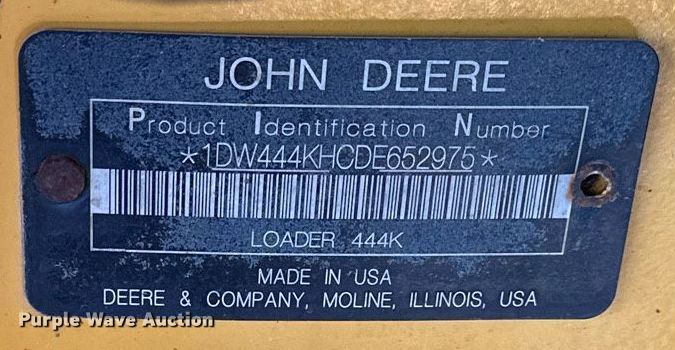 JOHN DEERE
Product Identification Number
*1DW444KHCDE652975*
LOADER 444K
MADE IN USA
DEERE & COMPANY, MOLINE, ILLINOIS, USA
Purple Wave Auction